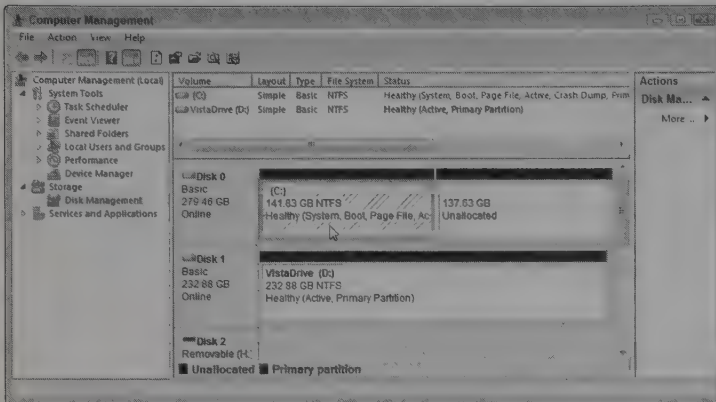 Computer Management
File Action View Help
Computer Management (Local)
System Tools
Task Scheduler
Event Viewer
Shared Folders
Local Users and Groups
Performance
Device Manager
Storage
Disk Management
Services and Applications
Volume Layout Type File System Status
(C:) Simple Basic NTFS Healthy (System, Boot, Page File, Active, Crash Dump, Prim
VistaDrive (D:) Simple Basic NTFS Healthy (Active, Primary Partition)
Disk 0
Basic
279.46 GB
Online
(C:)
141.83 GB NTFS
Healthy (System, Boot, Page File, Ac
137.63 GB
Unallocated
Disk 1
Basic
232.88 GB
Online
VistaDrive (D:)
232.88 GB NTFS
Healthy (Active, Primary Partition)
Disk 2
Removable (H:
Unallocated Primary partition
Actions
Disk Ma...
More ..